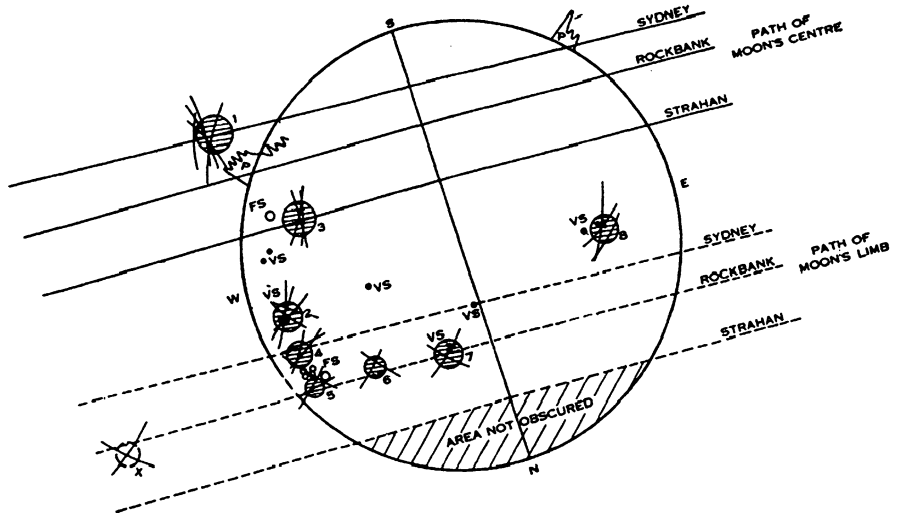 S
SYDNEY
PATH OF
MOON'S CENTRE
ROCKBANK
STRAHAN
1
P
P
E
FS
3
VS
8
VS
SYDNEY
PATH OF
MOON'S LIMB
ROCKBANK
W
VS
2
VS
VS
STRAHAN
4
FS
VS
7
6
5
AREA NOT OBSCURED
X
N